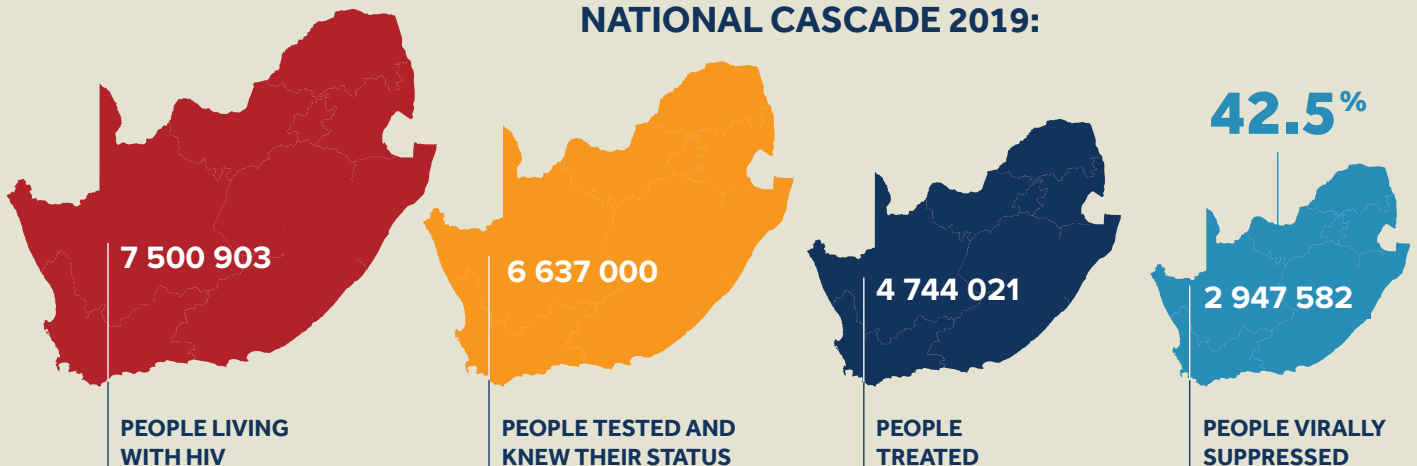 NATIONAL CASCADE 2019:
42.5%
7 500 903
6 637 000
4 744 021
2 947 582
PEOPLE LIVING
WITH HIV
PEOPLE TESTED AND
KNEW THEIR STATUS
PEOPLE
TREATED
PEOPLE VIRALLY
SUPPRESSED